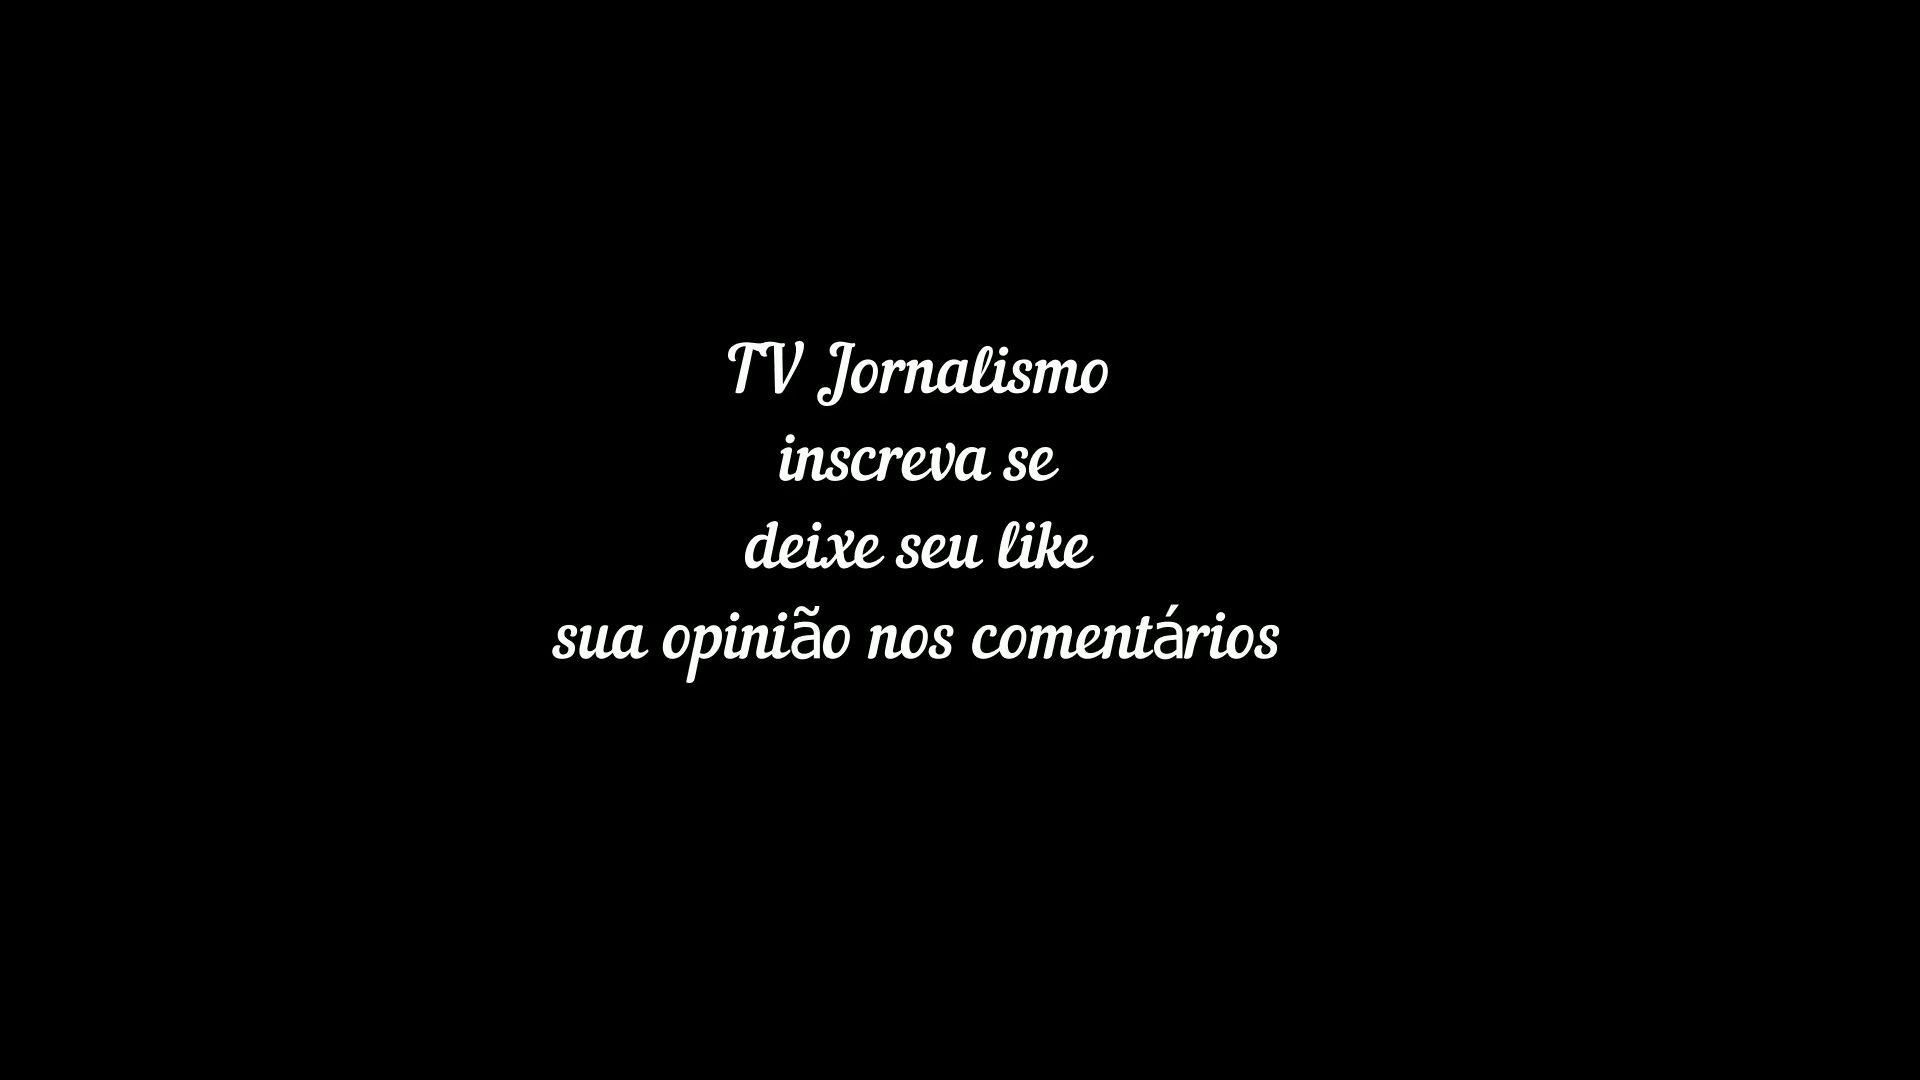 TV Jornalismo
inscreva se
deixe seu like
sua opinião nos comentários